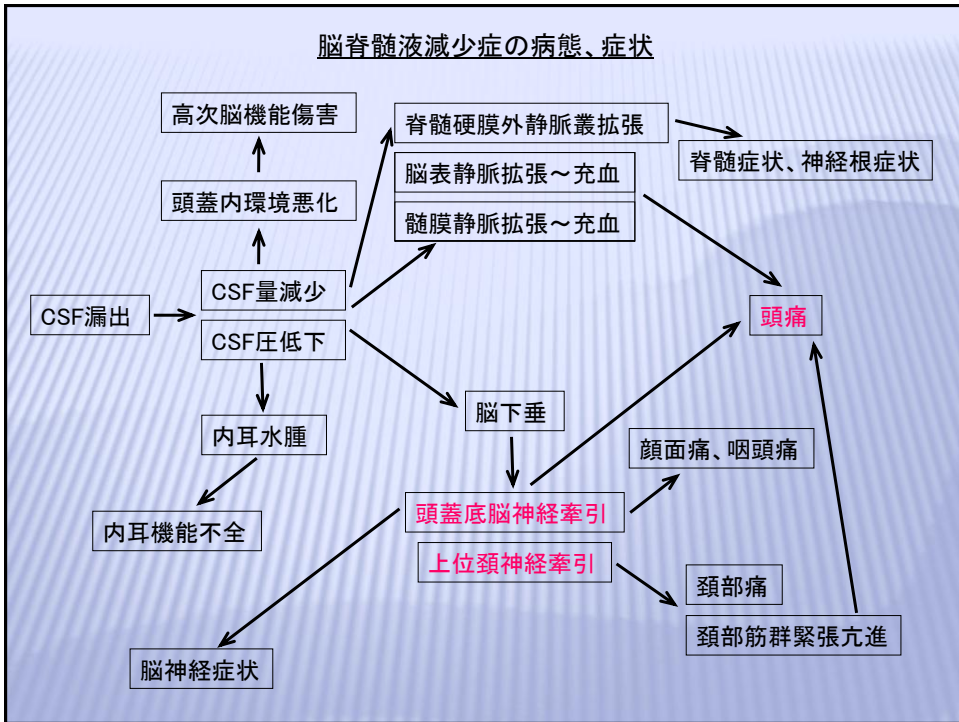 脳脊髄液減少症の病態、症状
高次脳機能傷害
脊髄硬膜外静脈叢拡張
脊髄症状、神経根症状
脳表静脈拡張～充血
頭蓋内環境悪化
髄膜静脈拡張～充血
CSF量減少
CSF漏出
頭痛
CSF圧低下
脳下垂
内耳水腫
顔面痛、咽頭痛
頭蓋底脳神経牽引
内耳機能不全
上位頚神経牽引
頚部痛
頚部筋群緊張亢進
脳神経症状